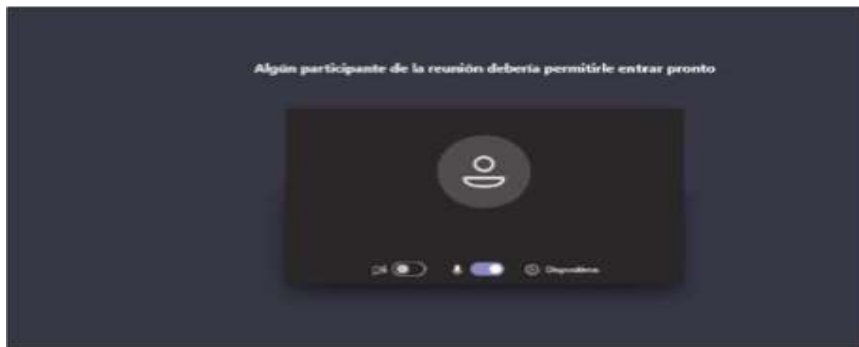 Algún participante de la reunión debería permitirle entrar pronto
Dispositivos